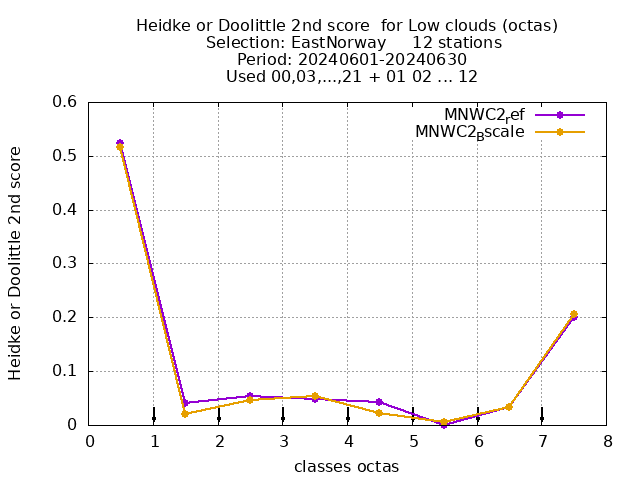 Heidke or Doolittle 2nd score  for Low clouds (octas)
Selection: EastNorway     12 stations
Period: 20240601-20240630
Used 00,03,...,21 + 01 02 ... 12
MNWC2_ref
MNWC2_Bscale
Heidke or Doolittle 2nd score
0.6
0.5
0.4
0.3
0.2
0.1
0
0 1 2 3 4 5 6 7 8
classes octas